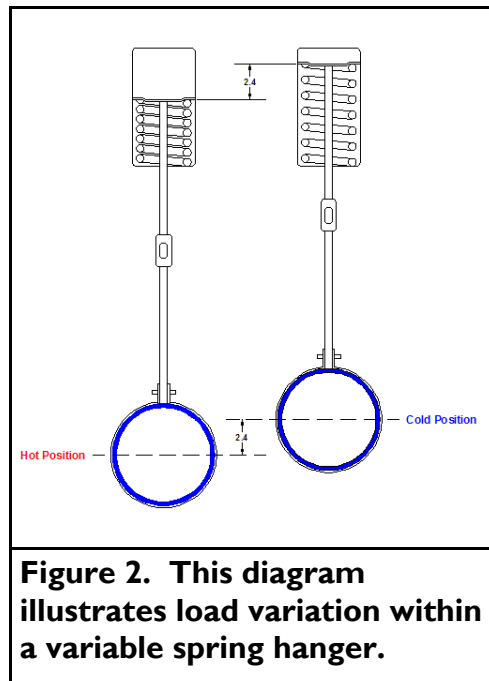 2.4
Cold Position
2.4
Hot Position
Figure 2. This diagram
illustrates load variation within
a variable spring hanger.